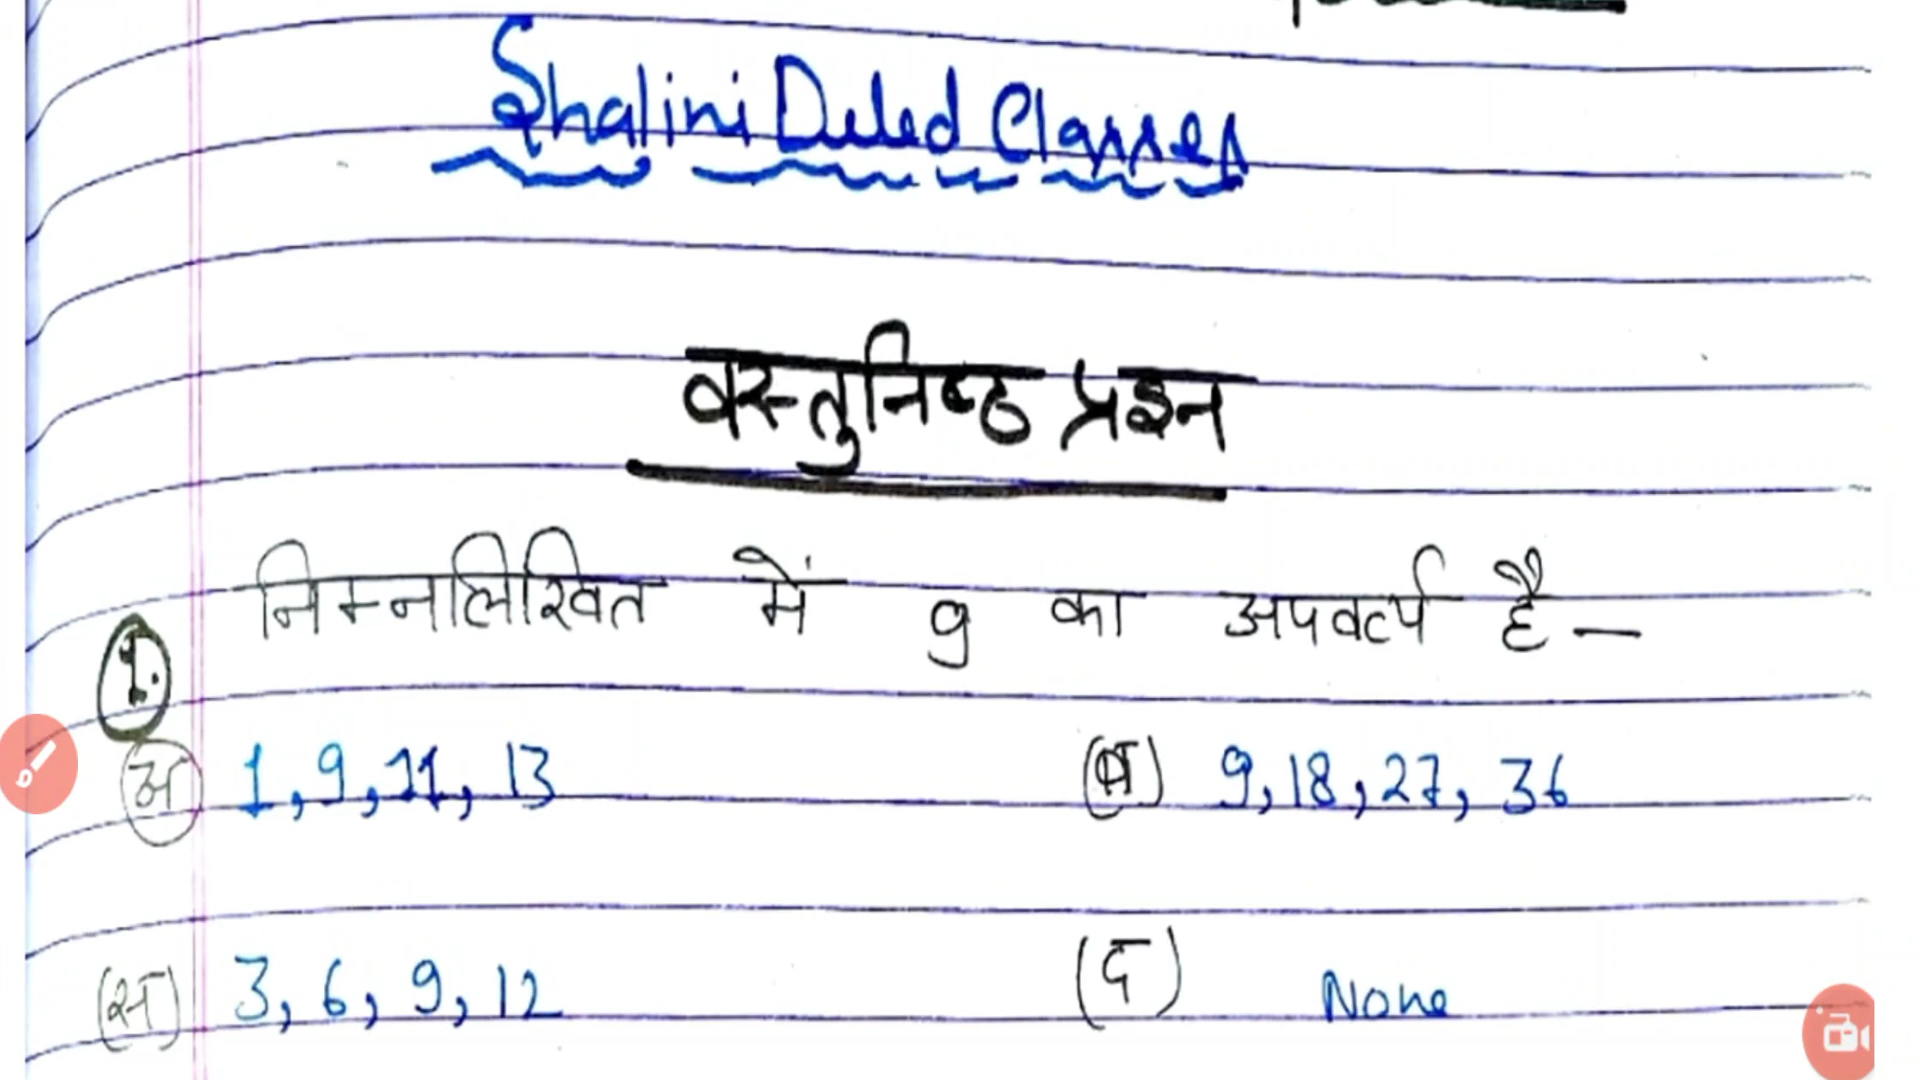 Shalini Deled Classes
वस्तुनिष्ठ प्रश्न
1. निम्नलिखित में 9 का अपवर्त्य है —
(अ) 1, 9, 11, 13 (ब) 9, 18, 27, 36
(स) 3, 6, 9, 12 (द) None